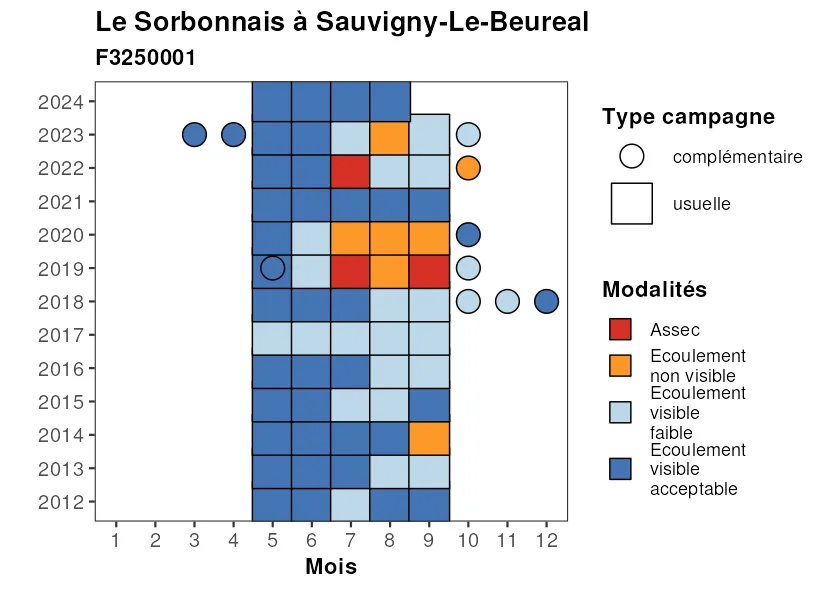 Le Sorbonnais à Sauvigny-Le-Beureal
F3250001
2024
2023
2022
2021
2020
2019
2018
2017
2016
2015
2014
2013
2012
1 2 3 4 5 6 7 8 9 10 11 12
Mois
Type campagne
complémentaire
usuelle
Modalités
Assec
Ecoulement
non visible
Ecoulement
visible
faible
Ecoulement
visible
acceptable